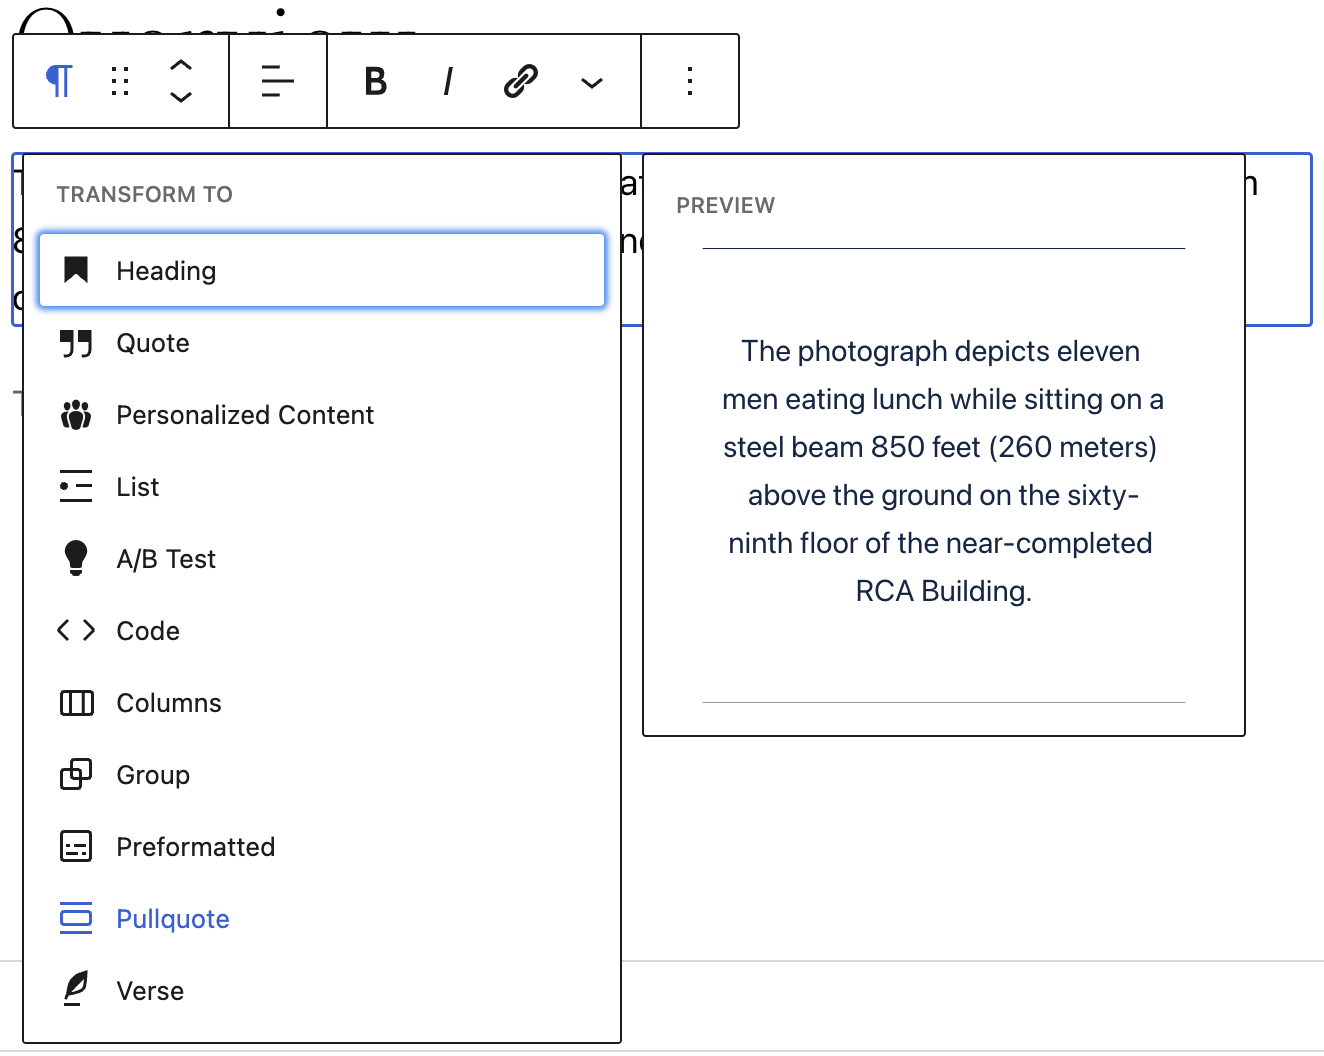 B I
TRANSFORM TO
Heading
Quote
Personalized Content
List
A/B Test
Code
Columns
Group
Preformatted
Pullquote
Verse
PREVIEW
The photograph depicts eleven
men eating lunch while sitting on a
steel beam 850 feet (260 meters)
above the ground on the sixty-
ninth floor of the near-completed
RCA Building.